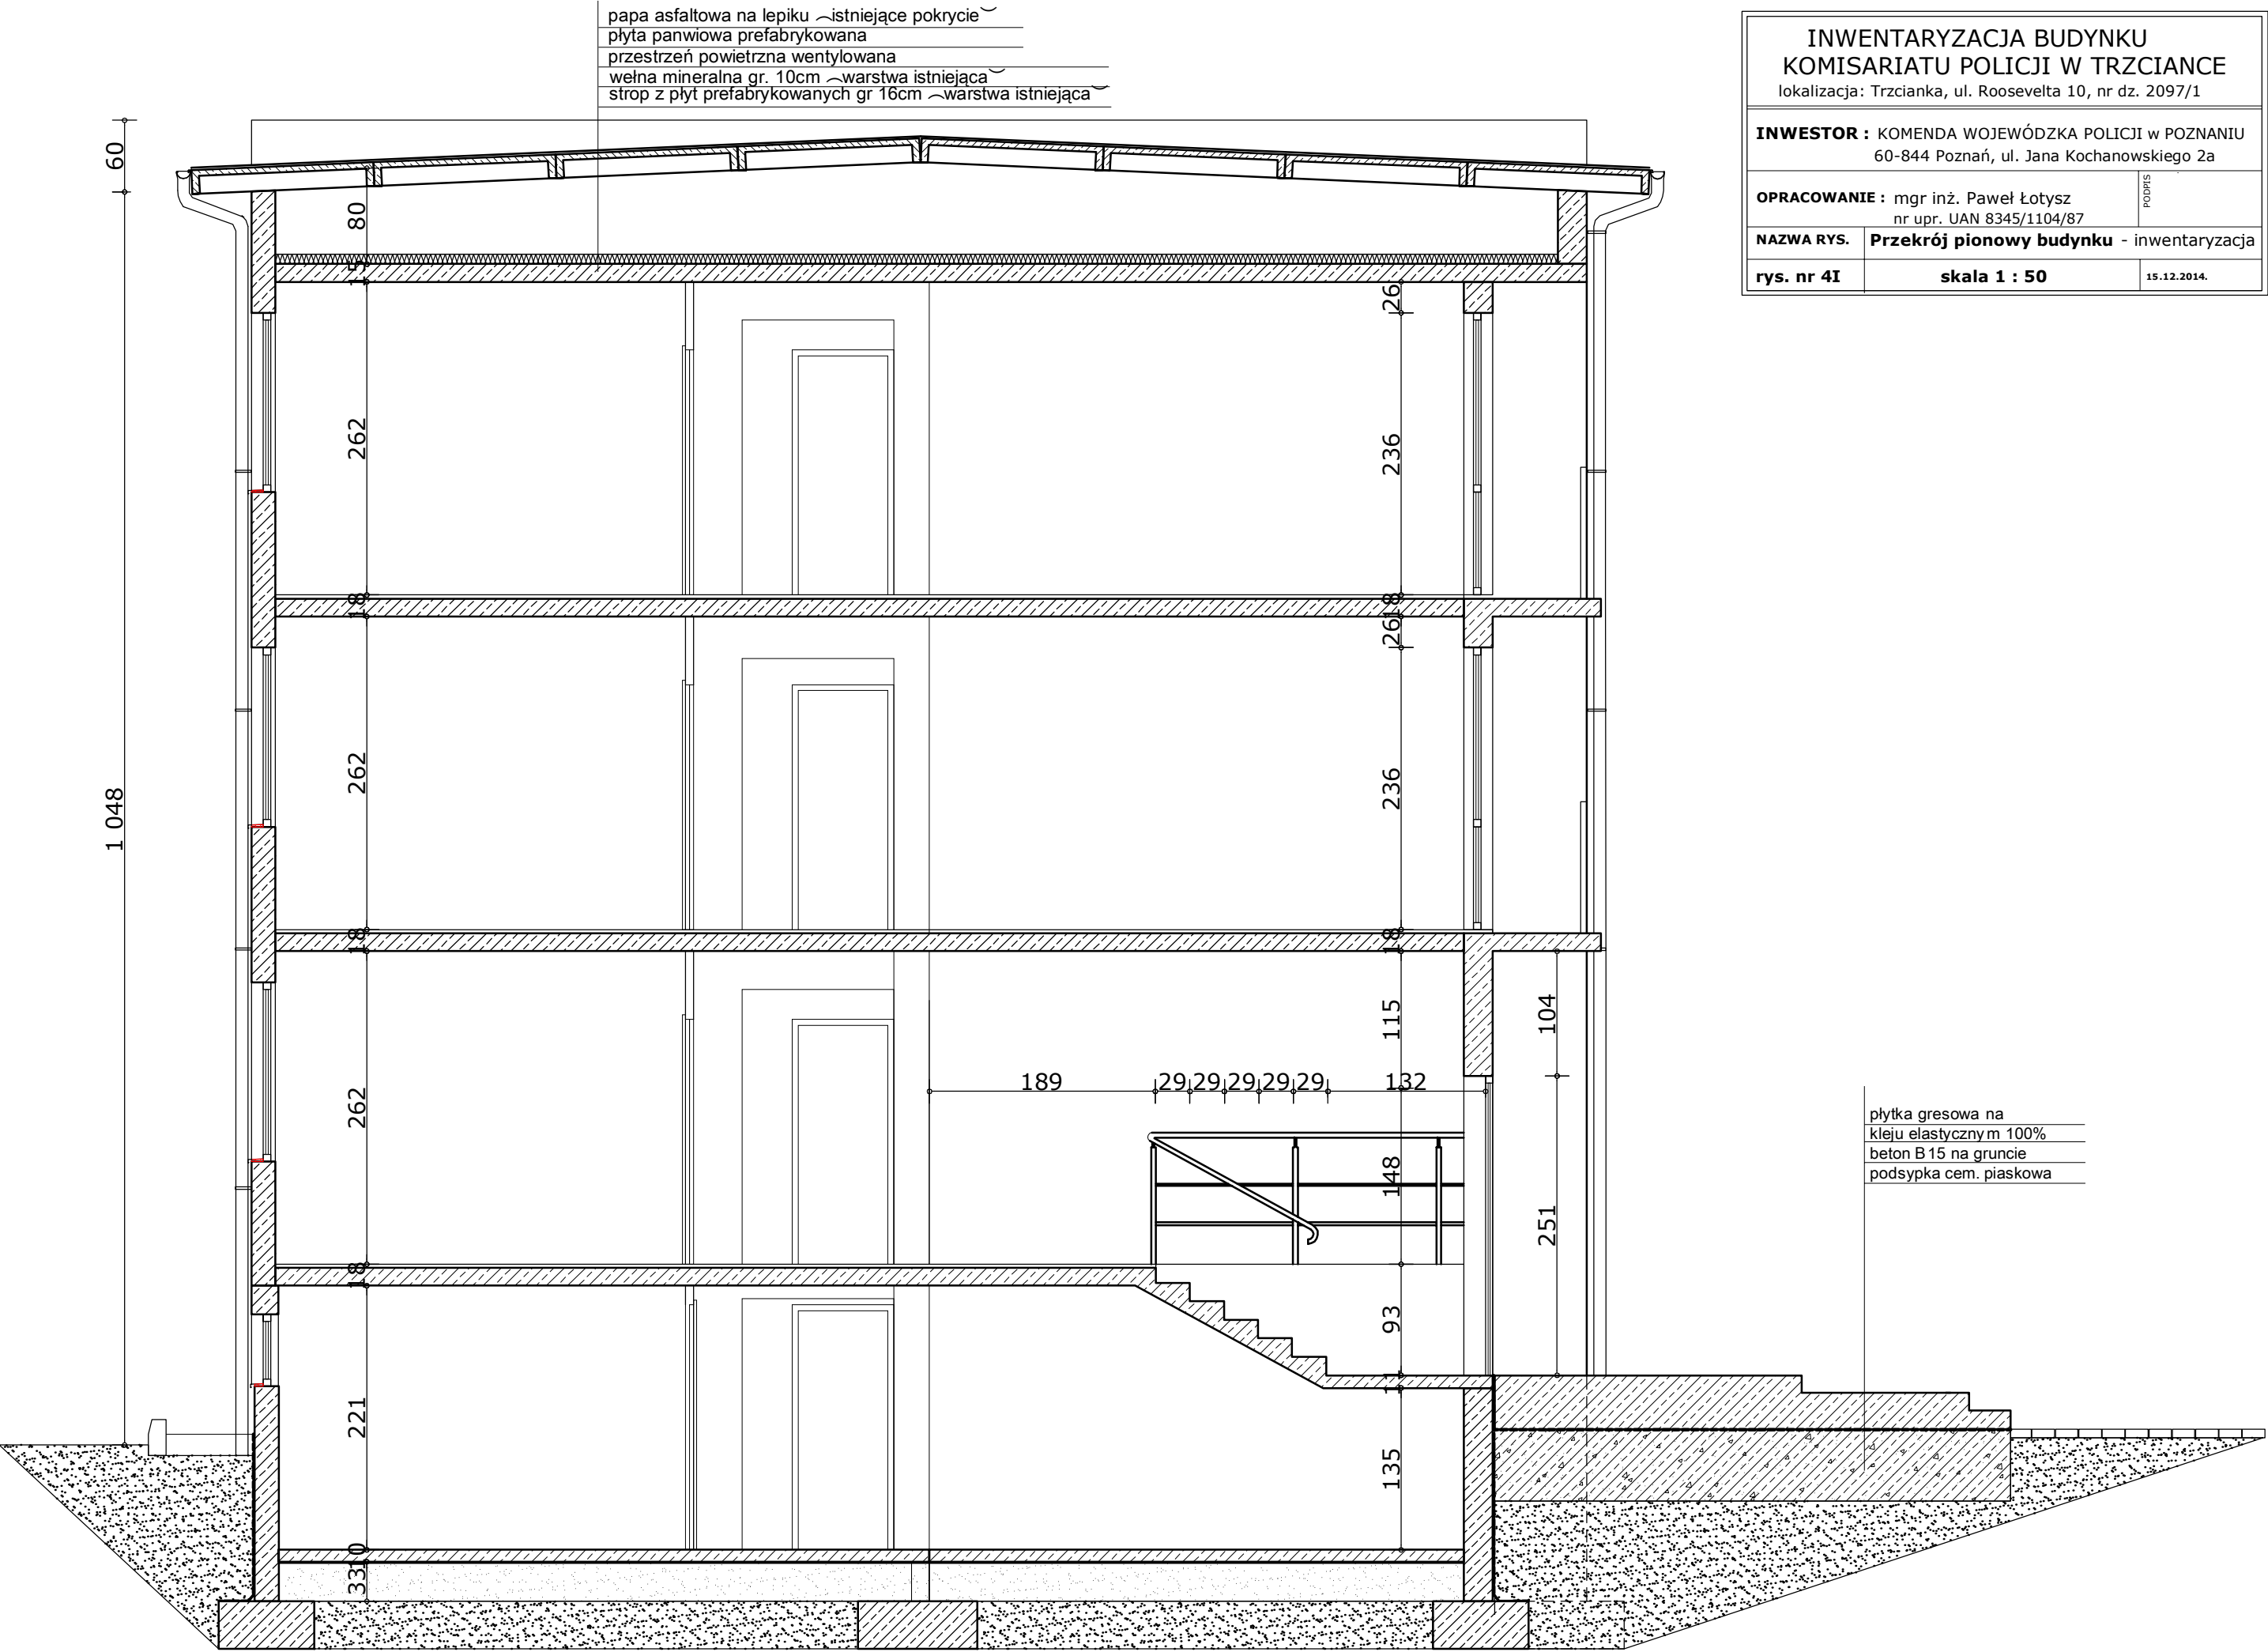 papa asfaltowa na lepiku (istniejące pokrycie)
płyta panwiowa prefabrykowana
przestrzeń powietrzna wentylowana
wełna mineralna gr. 10cm (warstwa istniejąca)
strop z płyt prefabrykowanych gr 16cm (warstwa istniejąca)
INWENTARYZACJA BUDYNKU
KOMISARIATU POLICJI W TRZCIANCE
lokalizacja: Trzcianka, ul. Roosevelta 10, nr dz. 2097/1
INWESTOR : KOMENDA WOJEWÓDZKA POLICJI w POZNANIU
60-844 Poznań, ul. Jana Kochanowskiego 2a
OPRACOWANIE : mgr inż. Paweł Łotysz
nr upr. UAN 8345/1104/87
PODPIS
NAZWA RYS. Przekrój pionowy budynku - inwentaryzacja
rys. nr 4I skala 1 : 50 15.12.2014.
60
1 048
80
15
262
18
262
18
262
18
221
10
33
26
236
18
26
236
18
115
148
93
11
135
104
251
189 29 29 29 29 29 132
płytka gresowa na
kleju elastycznym 100%
beton B15 na gruncie
podsypka cem. piaskowa